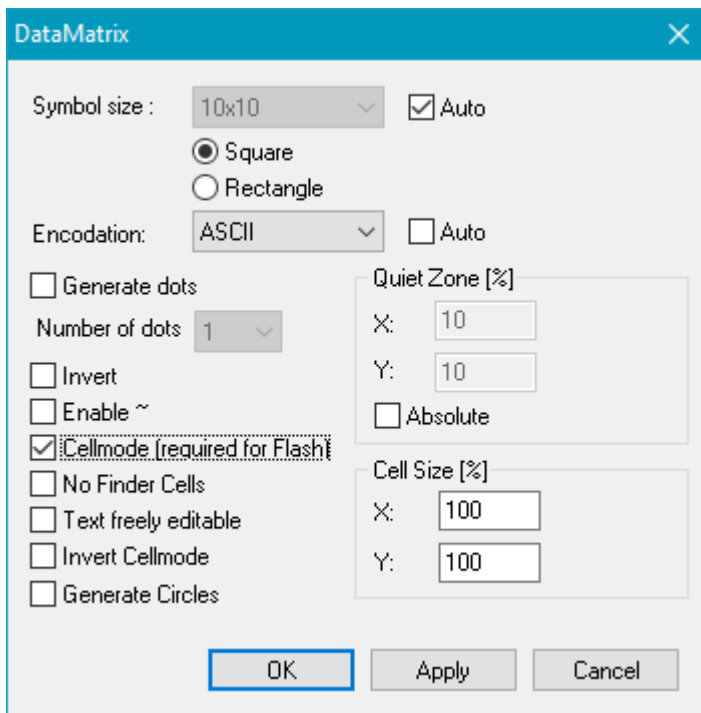 DataMatrix
Symbol size :
10x10
Auto
Square
Rectangle
Encodation:
ASCII
Auto
Generate dots
Number of dots
1
Invert
Enable ~
Cellmode (required for Flash)
No Finder Cells
Text freely editable
Invert Cellmode
Generate Circles
Quiet Zone [%]
X:
10
Y:
10
Absolute
Cell Size [%]
X:
100
Y:
100
OK
Apply
Cancel